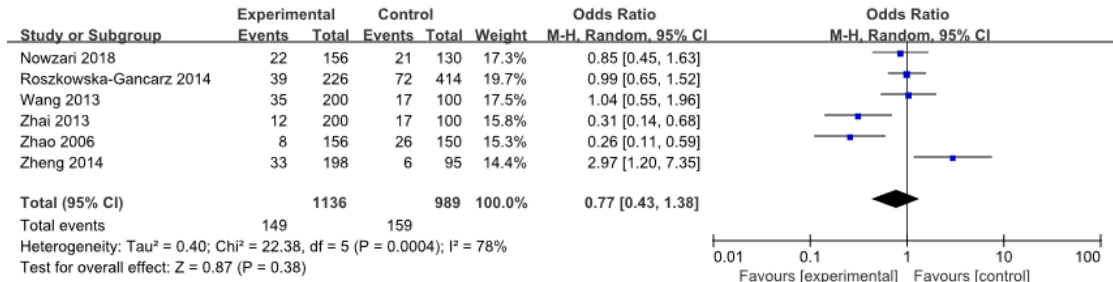 Experimental Control Odds Ratio Odds Ratio
Study or Subgroup Events Total Events Total Weight M-H, Random, 95% CI M-H, Random, 95% CI
Nowzari 2018 22 156 21 130 17.3% 0.85 [0.45, 1.63]
Roszkowska-Gancarz 2014 39 226 72 414 19.7% 0.99 [0.65, 1.52]
Wang 2013 35 200 17 100 17.5% 1.04 [0.55, 1.96]
Zhai 2013 12 200 17 100 15.8% 0.31 [0.14, 0.68]
Zhao 2006 8 156 26 150 15.3% 0.26 [0.11, 0.59]
Zheng 2014 33 198 6 95 14.4% 2.97 [1.20, 7.35]
Total (95% CI) 1136 989 100.0% 0.77 [0.43, 1.38]
Total events 149 159
Heterogeneity: Tau² = 0.40; Chi² = 22.38, df = 5 (P = 0.0004); I² = 78%
Test for overall effect: Z = 0.87 (P = 0.38)
0.01 0.1 1 10 100
Favours [experimental] Favours [control]